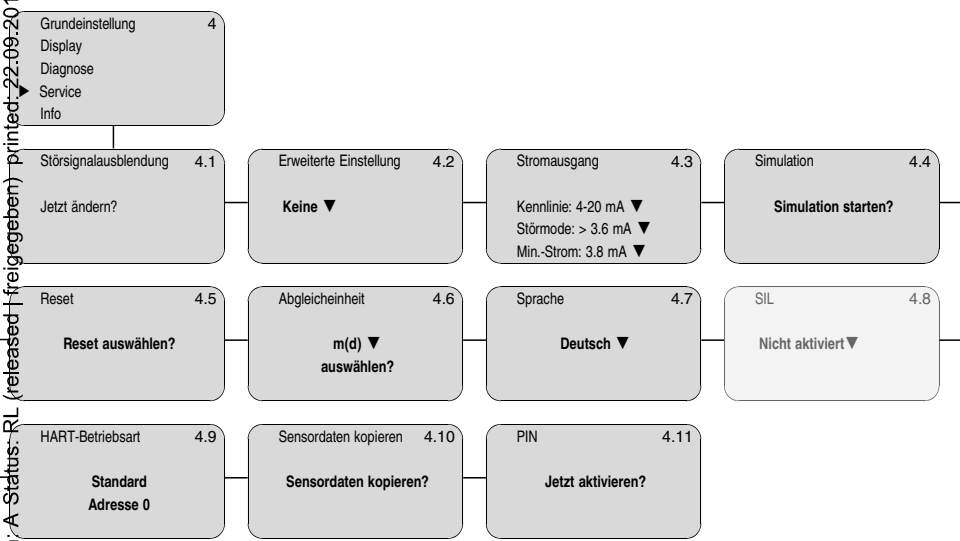 : A Status: RL (released | freigegeben) printed: 22.09.201
Grundeinstellung 4
Display
Diagnose
▶ Service
Info
Störsignalausblendung 4.1
Jetzt ändern?
Erweiterte Einstellung 4.2
Keine ▼
Stromausgang 4.3
Kennlinie: 4-20 mA ▼
Störmode: > 3.6 mA ▼
Min.-Strom: 3.8 mA ▼
Simulation 4.4
Simulation starten?
Reset 4.5
Reset auswählen?
Abgleicheinheit 4.6
m(d) ▼
auswählen?
Sprache 4.7
Deutsch ▼
SIL 4.8
Nicht aktiviert▼
HART-Betriebsart 4.9
Standard
Adresse 0
Sensordaten kopieren 4.10
Sensordaten kopieren?
PIN 4.11
Jetzt aktivieren?